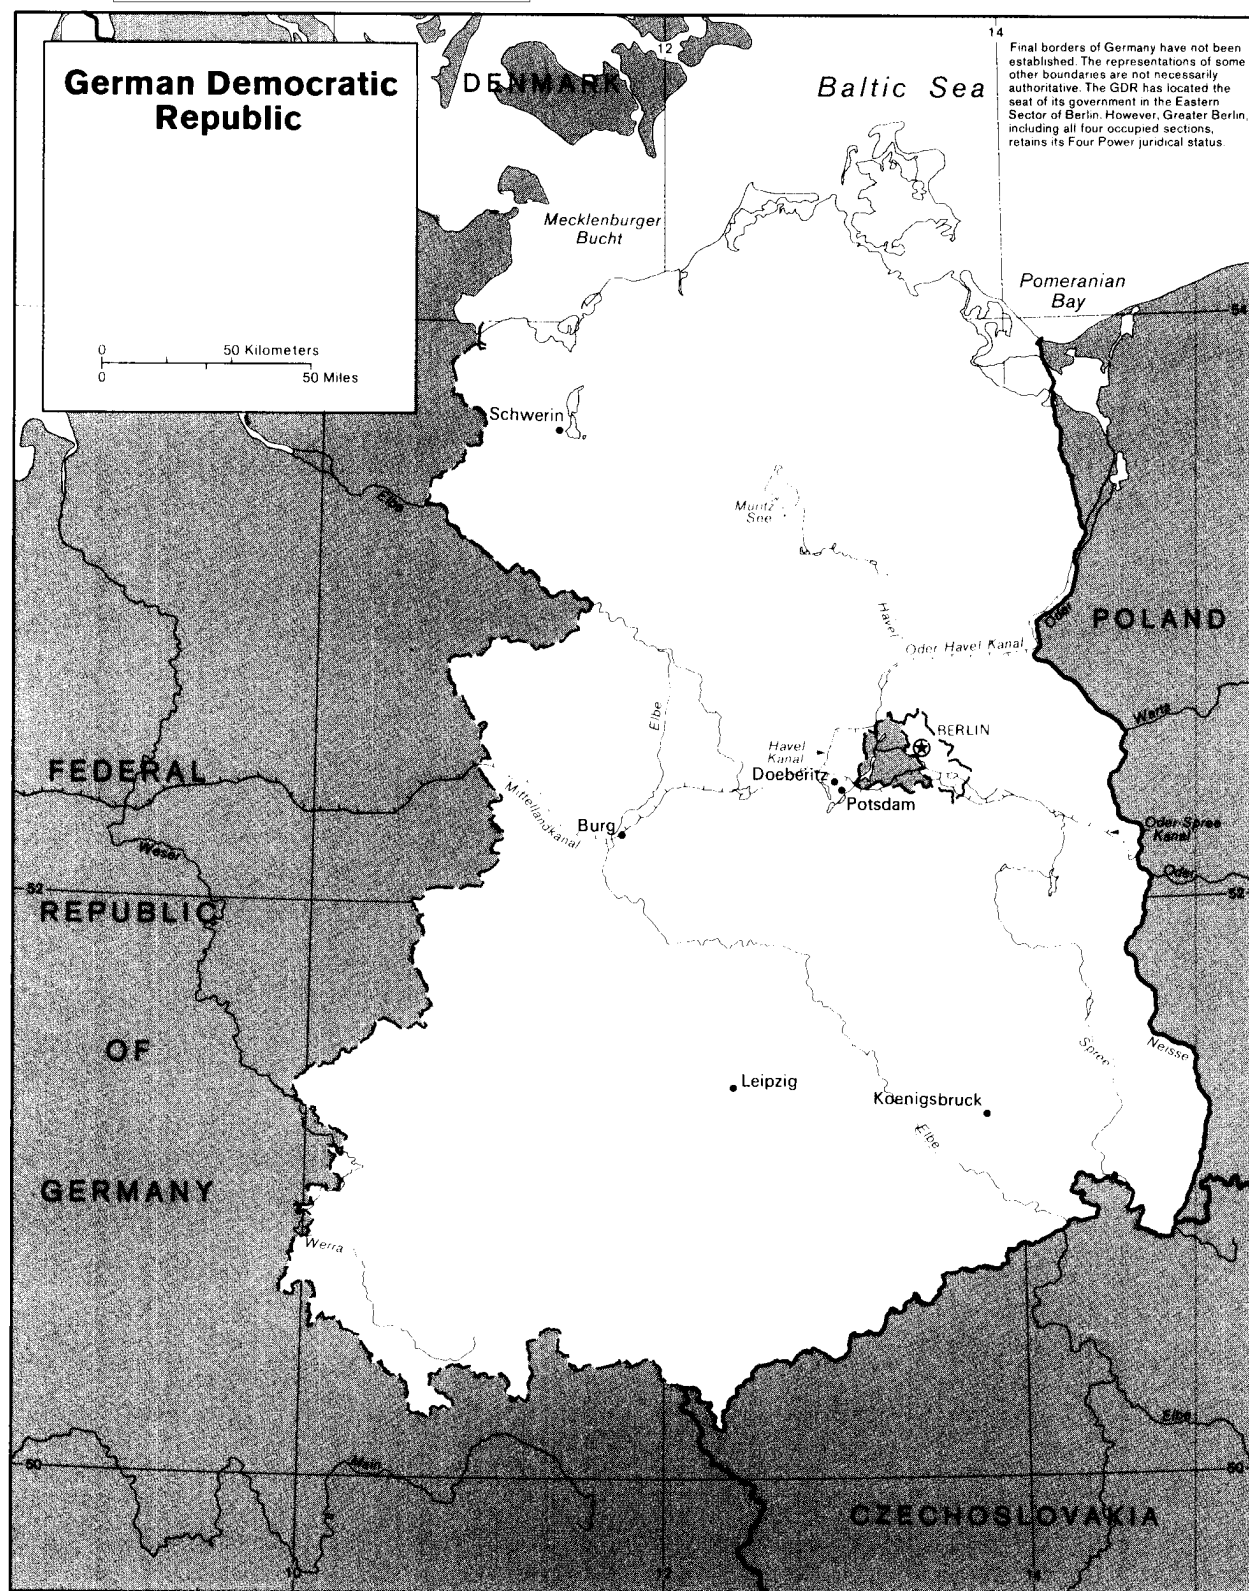 German Democratic
Republic
0 50 Kilometers
0 50 Miles
DENMARK
12
14
Baltic Sea
Final borders of Germany have not been
established. The representations of some
other boundaries are not necessarily
authoritative. The GDR has located the
seat of its government in the Eastern
Sector of Berlin. However, Greater Berlin,
including all four occupied sections,
retains its Four Power juridical status.
Mecklenburger
Bucht
Pomeranian
Bay
54
Schwerin
Elbe
Muritz
See
Havel
Oder
POLAND
Oder Havel Kanal
Elbe
Warta
BERLIN
Havel
Kanal
FEDERAL
Doeberitz
Potsdam
Mittellandkanal
Burg
Oder Spree
Kanal
Weser
Oder
52
52
REPUBLIC
OF
Spree
Neisse
Leipzig
Koenigsbruck
Elbe
GERMANY
Werra
Elbe
50
Main
50
CZECHOSLOVAKIA
10
12
14